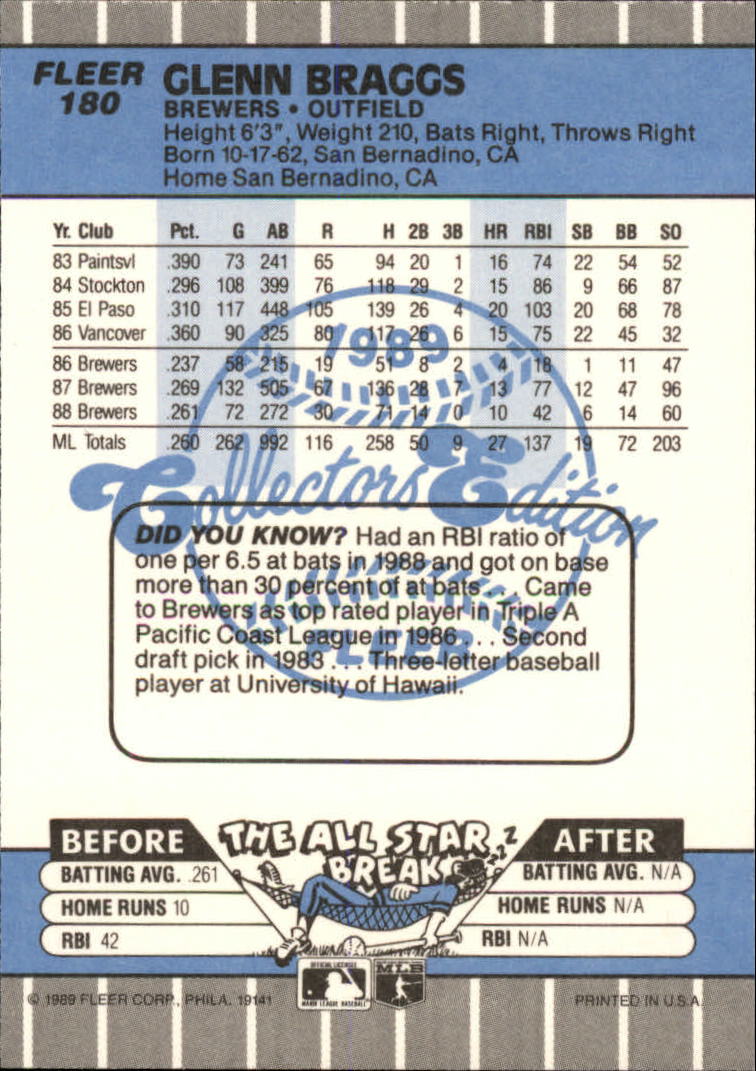 FLEER GLENN BRAGGS
180 BREWERS • OUTFIELD
Height 6'3", Weight 210, Bats Right, Throws Right
Born 10-17-62, San Bernadino, CA
Home San Bernadino, CA
Yr. Club Pct. G AB R H 2B 3B HR RBI SB BB SO
83 Paintsvl .390 73 241 65 94 20 1 16 74 22 54 52
84 Stockton .296 108 399 76 118 29 2 15 86 9 66 87
85 El Paso .310 117 448 105 139 26 4 20 103 20 68 78
86 Vancover .360 90 325 80 117 26 6 15 75 22 45 32
86 Brewers .237 58 215 19 51 8 2 4 18 1 11 47
87 Brewers .269 132 505 67 136 28 7 13 77 12 47 96
88 Brewers .261 72 272 30 71 14 0 10 42 6 14 60
ML Totals .260 262 992 116 258 50 9 27 137 19 72 203
1989
Collectors Edition
FLEER
DID YOU KNOW? Had an RBI ratio of
one per 6.5 at bats in 1988 and got on base
more than 30 percent of at bats . . . Came
to Brewers as top rated player in Triple A
Pacific Coast League in 1986 . . . Second
draft pick in 1983 . . . Three-letter baseball
player at University of Hawaii.
BEFORE THE ALL STAR BREAK zzz AFTER
BATTING AVG. .261 BATTING AVG. N/A
HOME RUNS 10 HOME RUNS N/A
RBI 42 RBI N/A
OFFICIAL LICENSEE
MAJOR LEAGUE BASEBALL
MLB
© 1989 FLEER CORP., PHILA. 19141 PRINTED IN U.S.A.